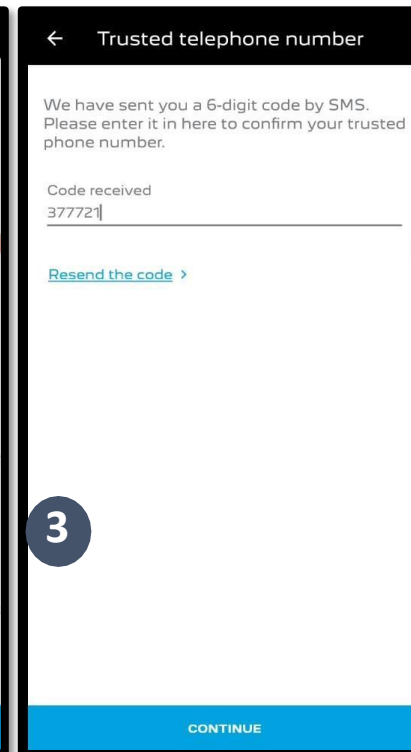 ← Trusted telephone number
We have sent you a 6-digit code by SMS.
Please enter it in here to confirm your trusted
phone number.
Code received
377721
Resend the code >
3
CONTINUE